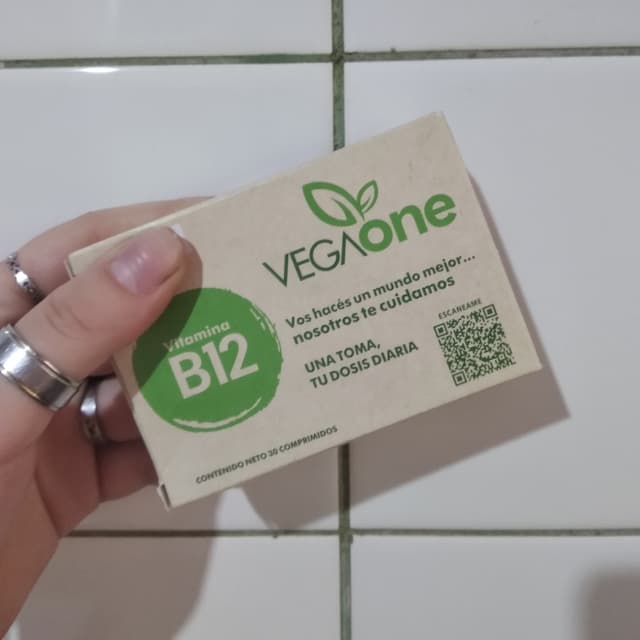 VEGAone
Vos hacés un mundo mejor...
nosotros te cuidamos
ESCANEAME
UNA TOMA,
TU DOSIS DIARIA
Vitamina
B12
CONTENIDO NETO 30 COMPRIMIDOS